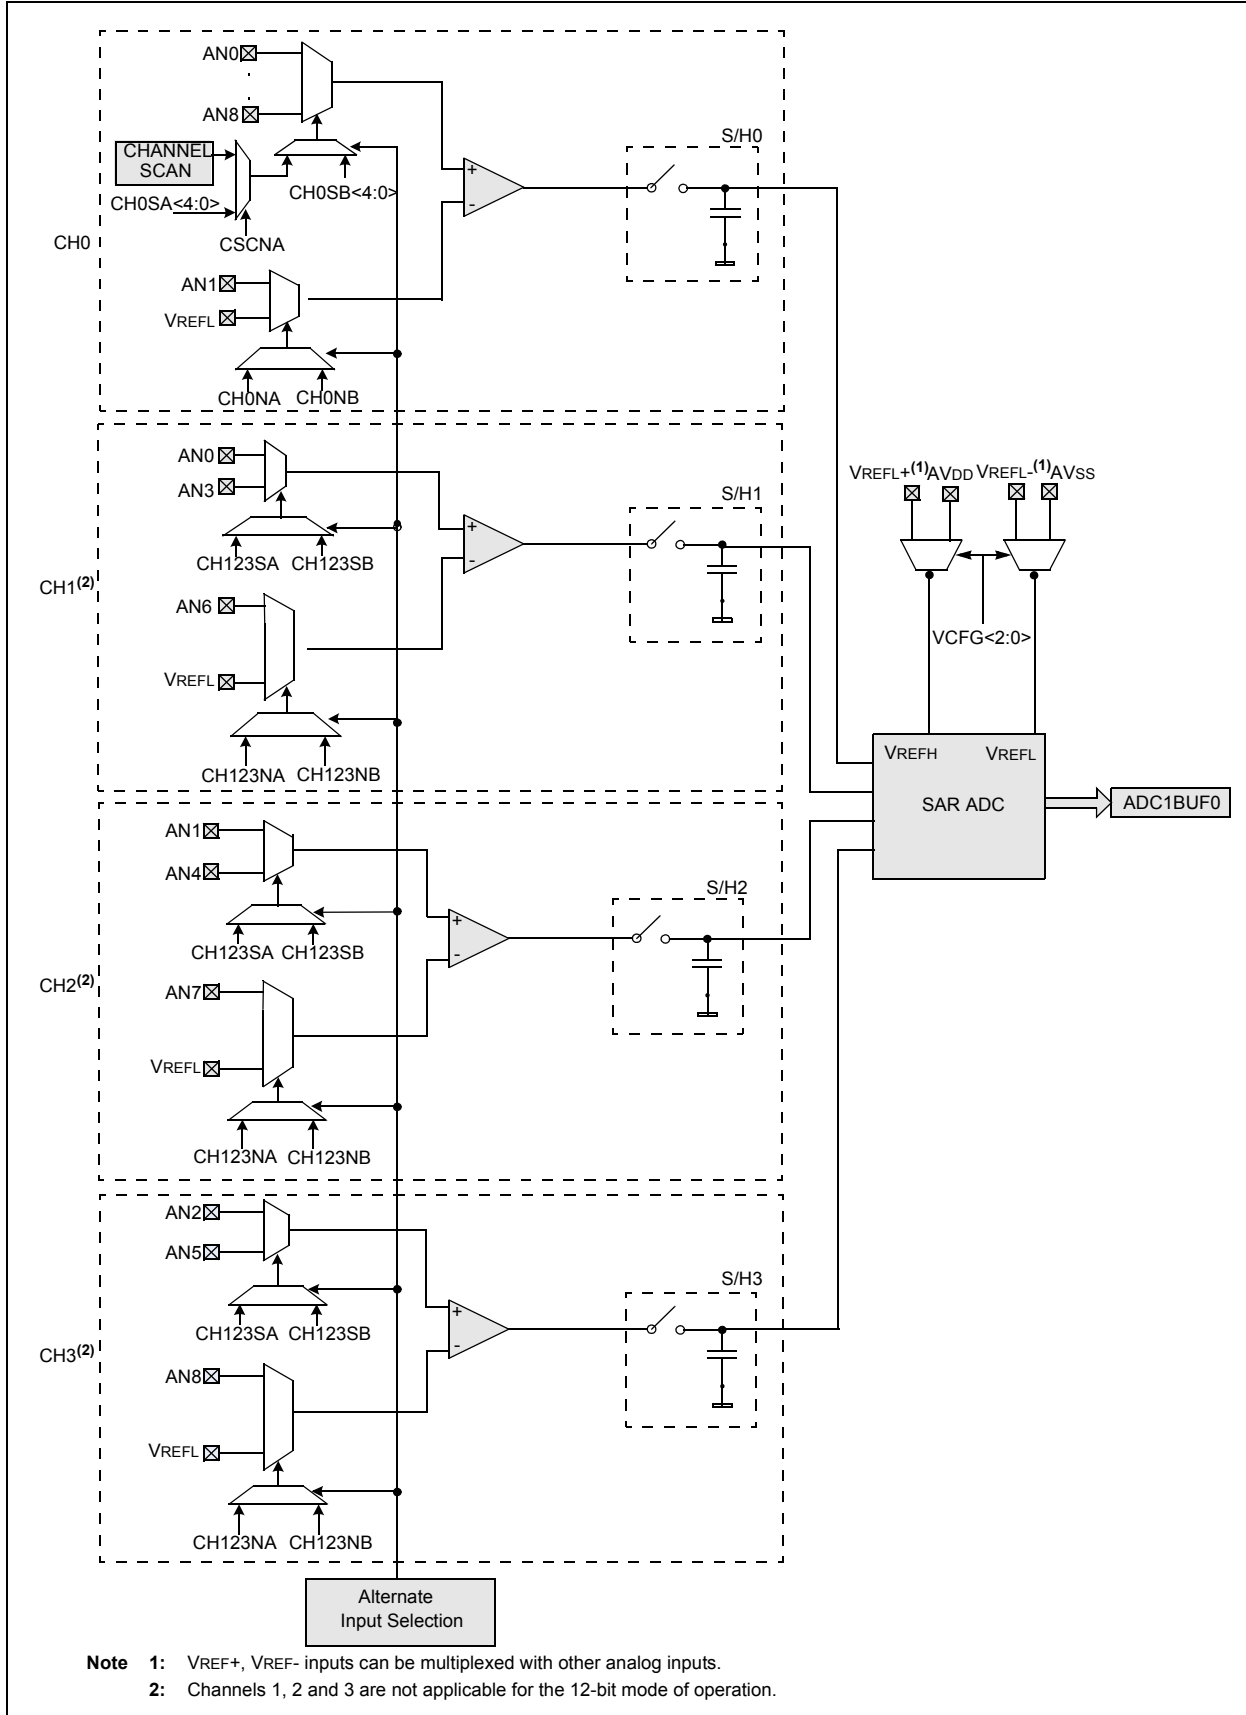 AN0
AN8
CHANNEL
SCAN
CH0SA<4:0>
CH0SB<4:0>
CSCNA
S/H0
+
-
CH0
AN1
VREFL
CH0NA CH0NB
AN0
AN3
CH123SA CH123SB
S/H1
+
-
CH1(2)
AN6
VREFL
CH123NA CH123NB
VREFL+(1) AVDD VREFL-(1) AVSS
VCFG<2:0>
VREFH VREFL
SAR ADC
ADC1BUF0
AN1
AN4
CH123SA CH123SB
S/H2
+
-
CH2(2)
AN7
VREFL
CH123NA CH123NB
AN2
AN5
CH123SA CH123SB
S/H3
+
-
CH3(2)
AN8
VREFL
CH123NA CH123NB
Alternate
Input Selection
Note 1: VREF+, VREF- inputs can be multiplexed with other analog inputs.
2: Channels 1, 2 and 3 are not applicable for the 12-bit mode of operation.